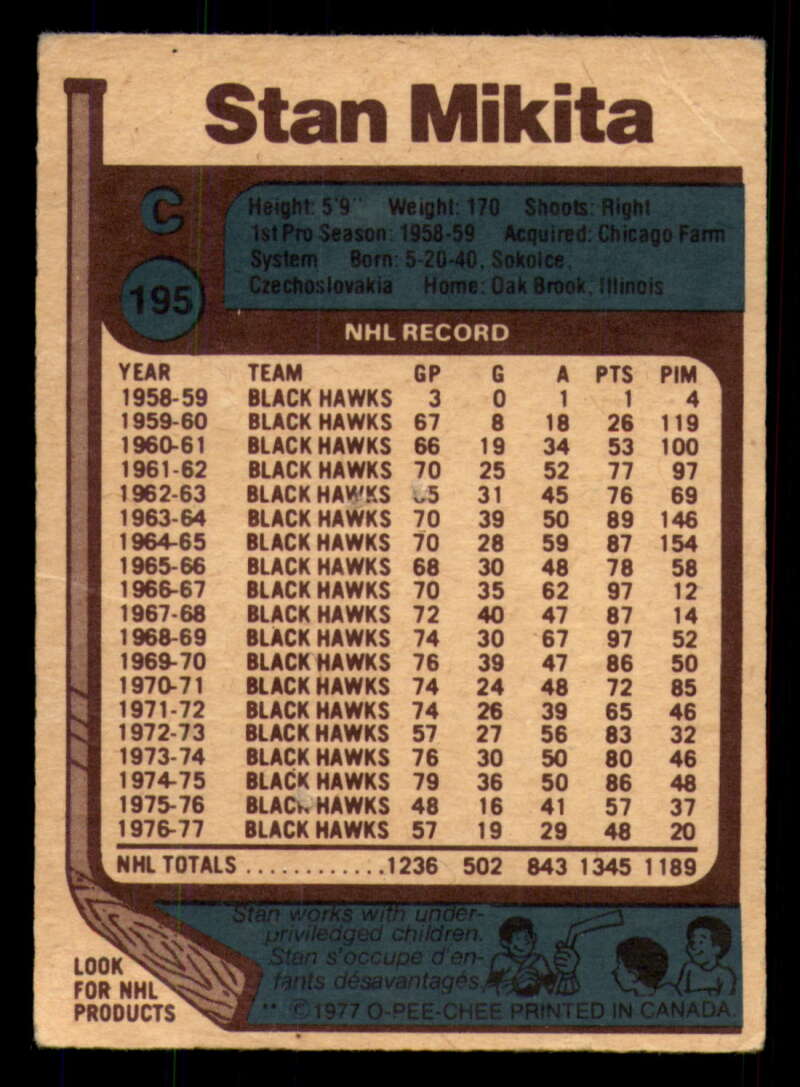 Stan Mikita
C
Height: 5'9" Weight: 170 Shoots: Right
1st Pro Season: 1958-59 Acquired: Chicago Farm
System Born: 5-20-40, Sokolce,
Czechoslovakia Home: Oak Brook, Illinois
195
NHL RECORD
YEAR TEAM GP G A PTS PIM
1958-59 BLACK HAWKS 3 0 1 1 4
1959-60 BLACK HAWKS 67 8 18 26 119
1960-61 BLACK HAWKS 66 19 34 53 100
1961-62 BLACK HAWKS 70 25 52 77 97
1962-63 BLACK HAWKS 65 31 45 76 69
1963-64 BLACK HAWKS 70 39 50 89 146
1964-65 BLACK HAWKS 70 28 59 87 154
1965-66 BLACK HAWKS 68 30 48 78 58
1966-67 BLACK HAWKS 70 35 62 97 12
1967-68 BLACK HAWKS 72 40 47 87 14
1968-69 BLACK HAWKS 74 30 67 97 52
1969-70 BLACK HAWKS 76 39 47 86 50
1970-71 BLACK HAWKS 74 24 48 72 85
1971-72 BLACK HAWKS 74 26 39 65 46
1972-73 BLACK HAWKS 57 27 56 83 32
1973-74 BLACK HAWKS 76 30 50 80 46
1974-75 BLACK HAWKS 79 36 50 86 48
1975-76 BLACK HAWKS 48 16 41 57 37
1976-77 BLACK HAWKS 57 19 29 48 20
NHL TOTALS ............1236 502 843 1345 1189
Stan works with under-
priviledged children.
Stan s'occupe d'en-
fants désavantagés.
LOOK
FOR NHL
PRODUCTS
** ©1977 O-PEE-CHEE PRINTED IN CANADA.